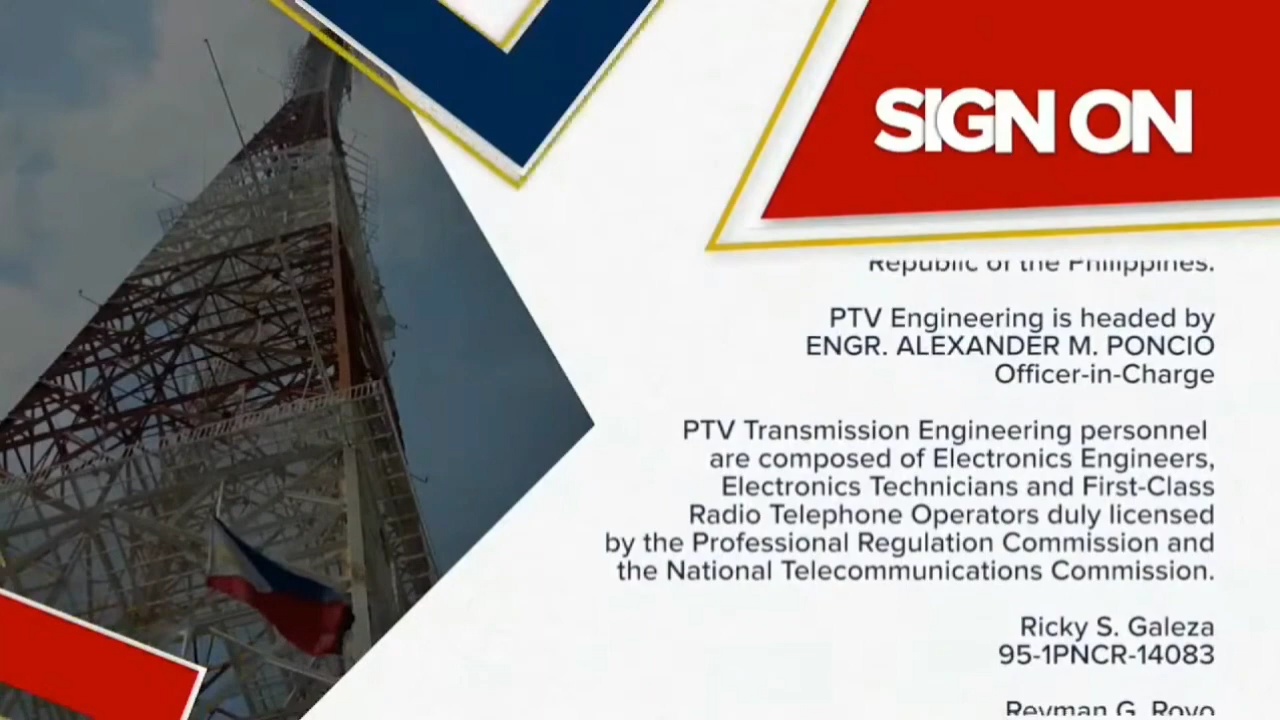 SIGN ON
Republic of the Philippines.
PTV Engineering is headed by
ENGR. ALEXANDER M. PONCIO
Officer-in-Charge
PTV Transmission Engineering personnel
are composed of Electronics Engineers,
Electronics Technicians and First-Class
Radio Telephone Operators duly licensed
by the Professional Regulation Commission and
the National Telecommunications Commission.
Ricky S. Galeza
95-1PNCR-14083
Reyman G. Royo